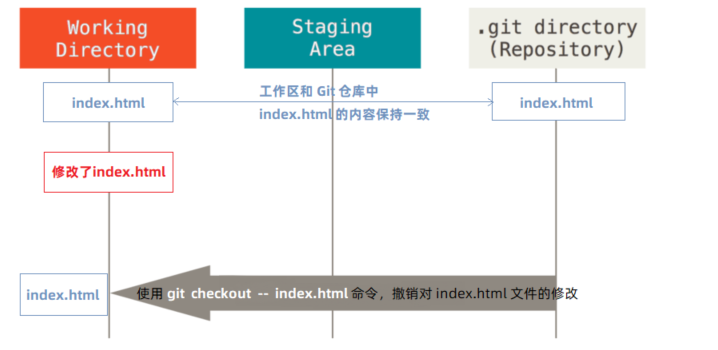 Working
Directory
Staging
Area
.git directory
(Repository)
index.html
工作区和 Git 仓库中
index.html 的内容保持一致
index.html
修改了index.html
index.html
使用 git checkout -- index.html 命令，撤销对 index.html 文件的修改